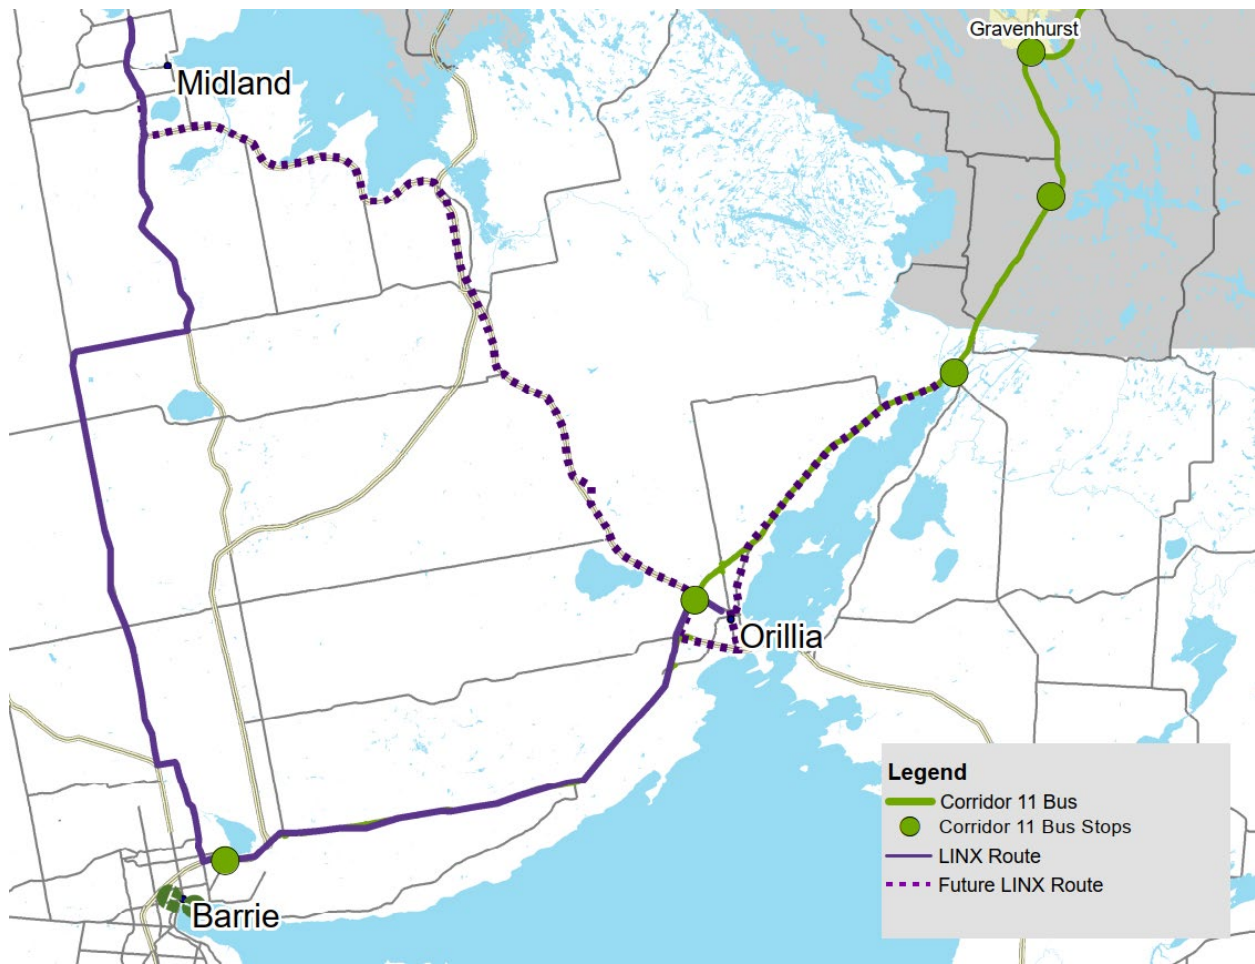 Gravenhurst
Midland
Orillia
Legend
Corridor 11 Bus
Corridor 11 Bus Stops
LINX Route
Future LINX Route
Barrie